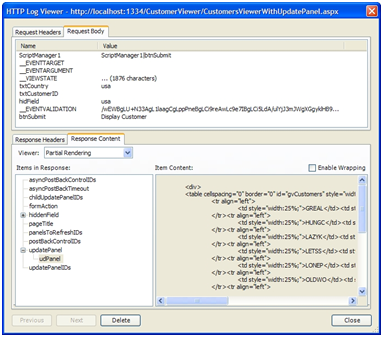 HTTP Log Viewer - http://localhost:1334/CustomerViewer/CustomersViewerWithUpdatePanel.aspx
Request Headers Request Body
Name Value
ScriptManager1 ScriptManager1|btnSubmit
__EVENTTARGET
__EVENTARGUMENT
__VIEWSTATE ... {1876 characters}
txtCountry usa
txtCustomerID
hidField usa
__EVENTVALIDATION
btnSubmit Display Customer
Response Headers Response Content
Viewer: Partial Rendering
Items in Response: Item Content: Enable Wrapping
asyncPostBackControlIDs
asyncPostBackTimeout
childUpdatePanelIDs
formAction
hiddenField
pageTitle
panelsToRefreshIDs
postBackControlIDs
updatePanel
udPanel
updatePanelIDs
<div>
<table cellspacing="0" border="0" id="gvCustomers" style="widt
<tr align="left">
<td style="width:25%;">GREAL</td><td st
</tr><tr align="left">
<td style="width:25%;">HUNGC</td><td s
</tr><tr align="left">
<td style="width:25%;">LAZYK</td><td st
</tr><tr align="left">
<td style="width:25%;">LETSS</td><td st
</tr><tr align="left">
<td style="width:25%;">LONEP</td><td st
</tr><tr align="left">
<td style="width:25%;">OLDWO</td><td s
</tr><tr align="left">
Previous Next Delete Close